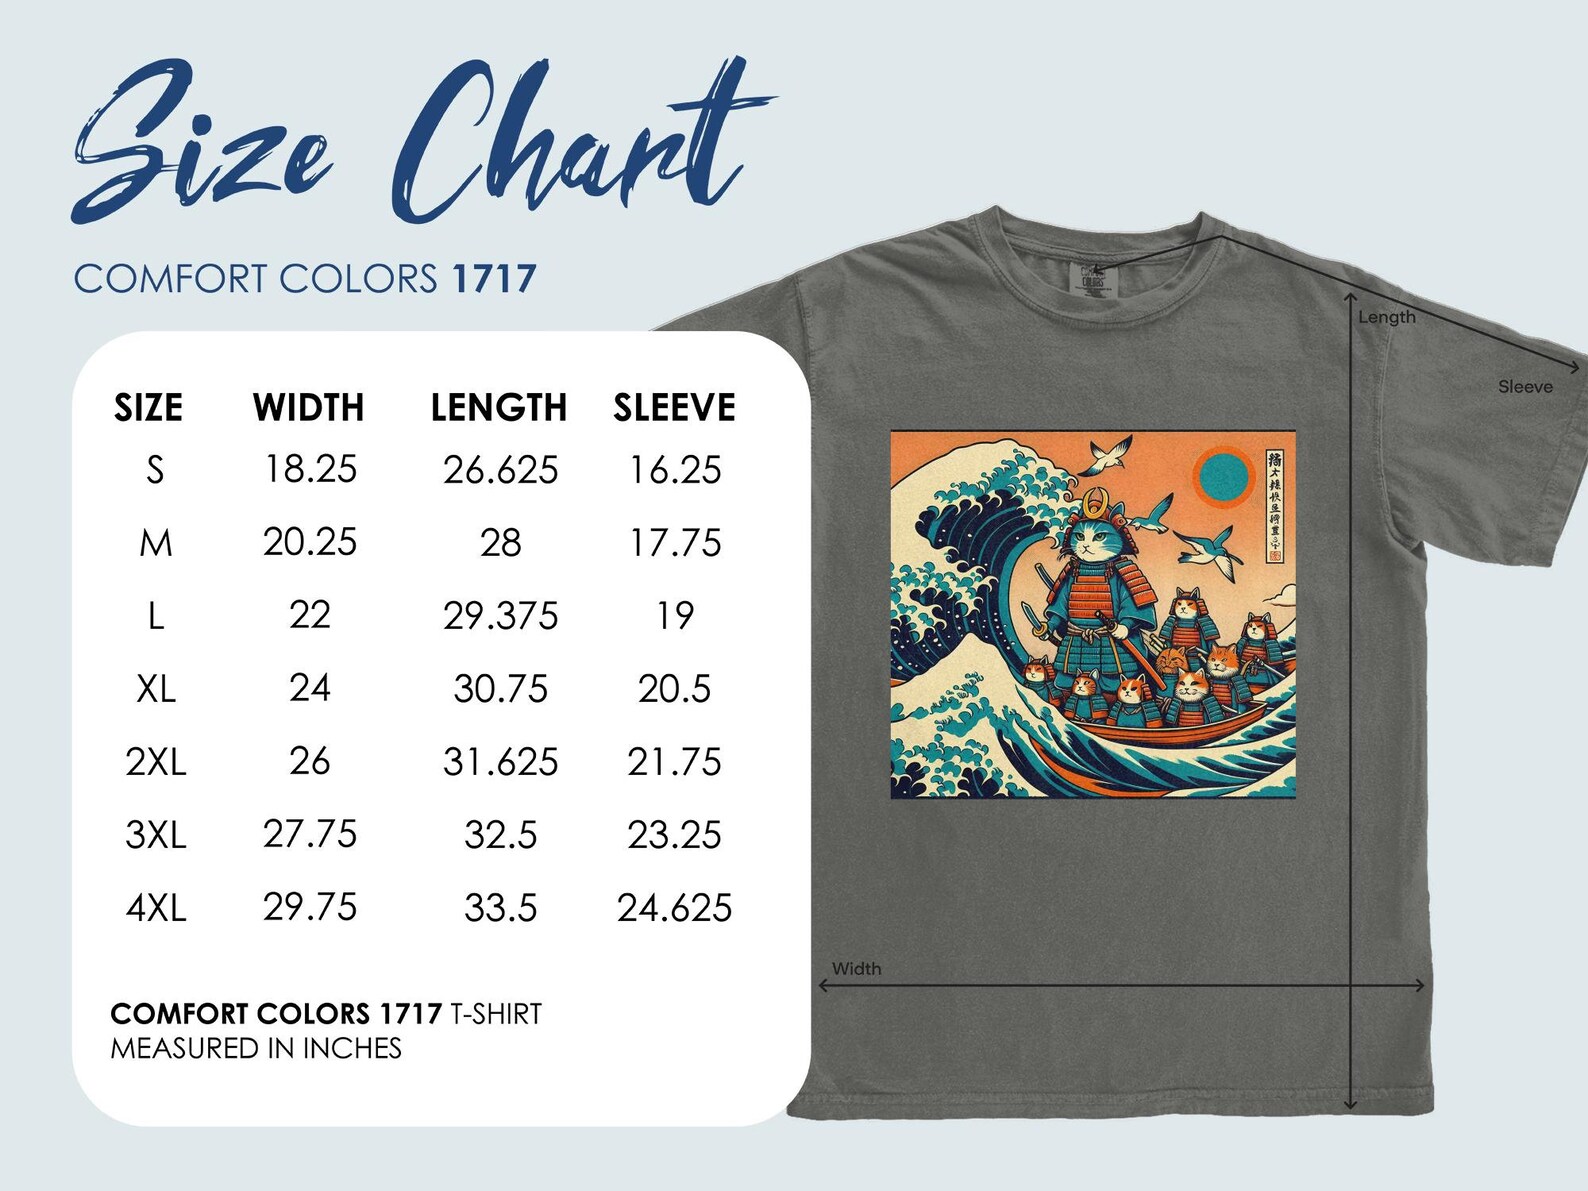 Size Chart
COMFORT COLORS 1717
SIZE WIDTH LENGTH SLEEVE
S 18.25 26.625 16.25
M 20.25 28 17.75
L 22 29.375 19
XL 24 30.75 20.5
2XL 26 31.625 21.75
3XL 27.75 32.5 23.25
4XL 29.75 33.5 24.625
COMFORT COLORS 1717 T-SHIRT
MEASURED IN INCHES
COLORS
Length
Sleeve
Width